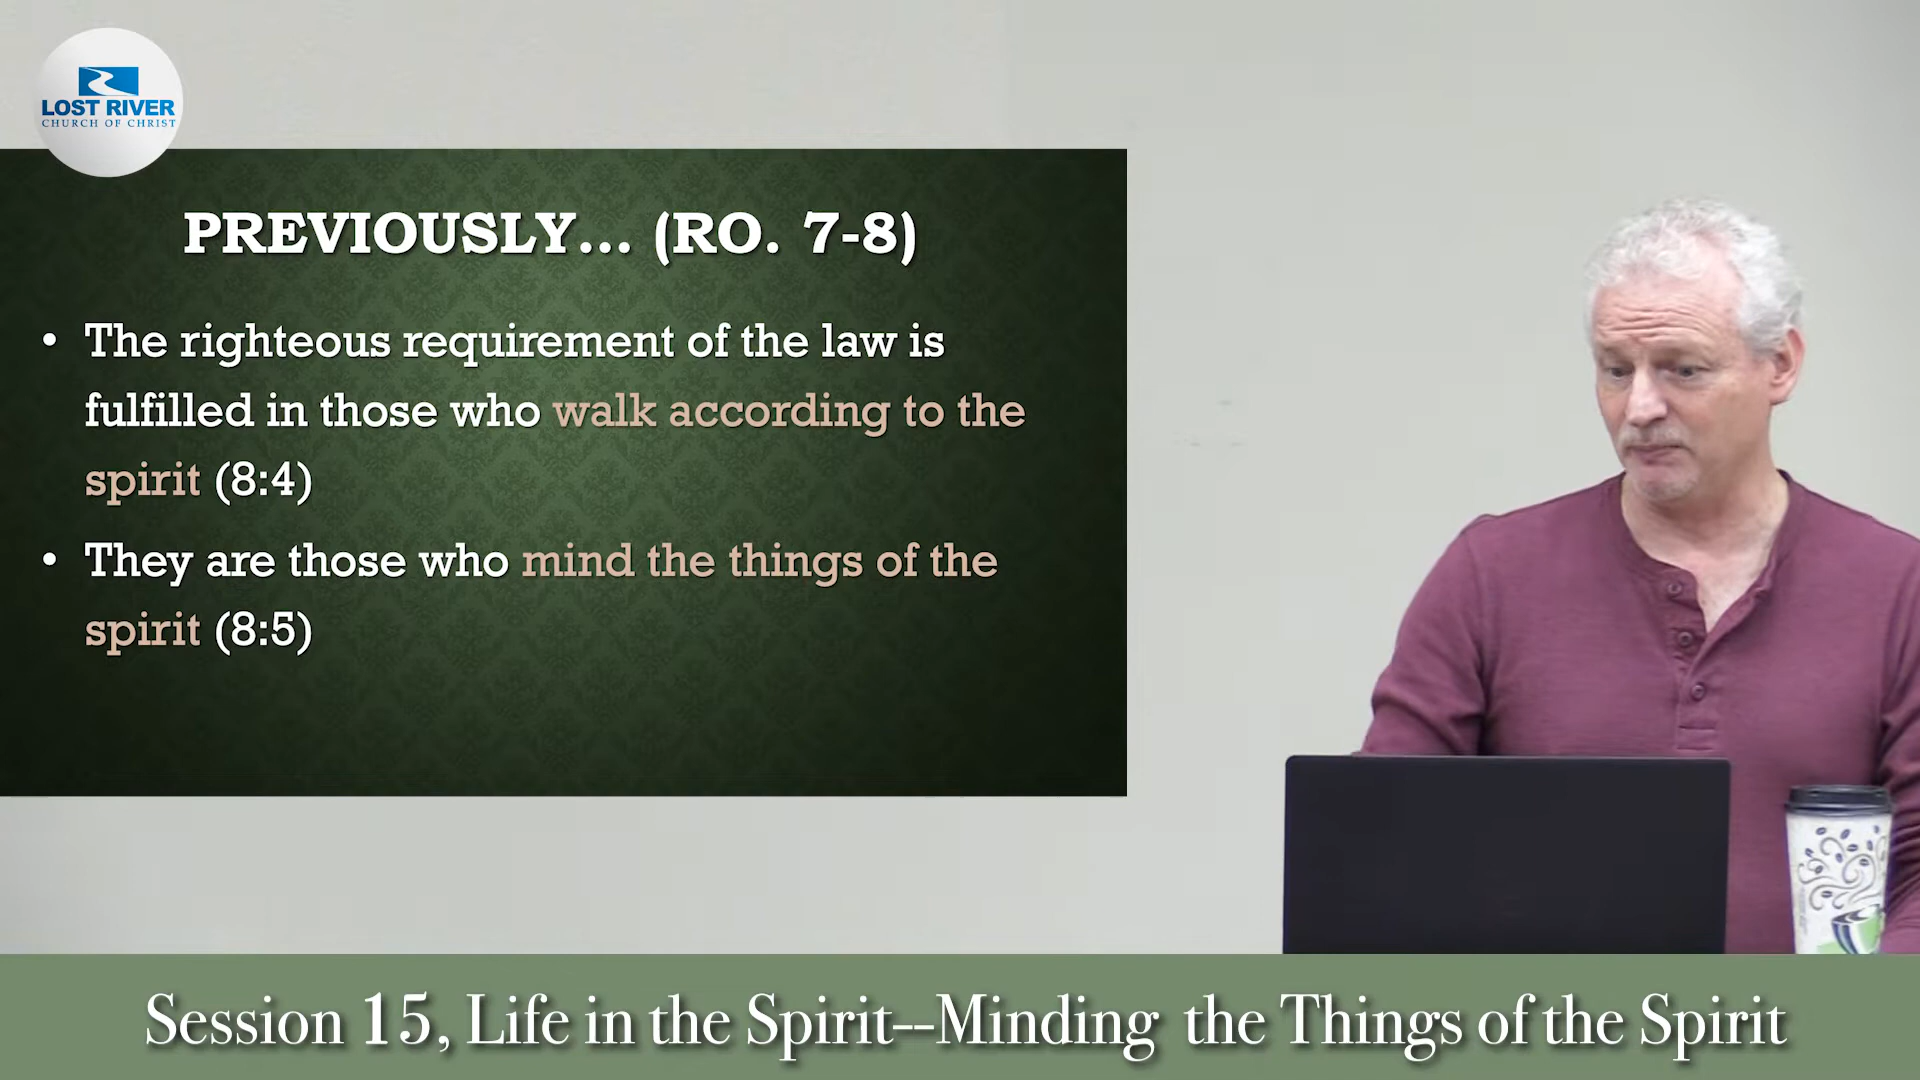 LOST RIVER
CHURCH OF CHRIST
PREVIOUSLY... (RO. 7-8)
• The righteous requirement of the law is
fulfilled in those who walk according to the
spirit (8:4)
• They are those who mind the things of the
spirit (8:5)
Session 15, Life in the Spirit--Minding the Things of the Spirit